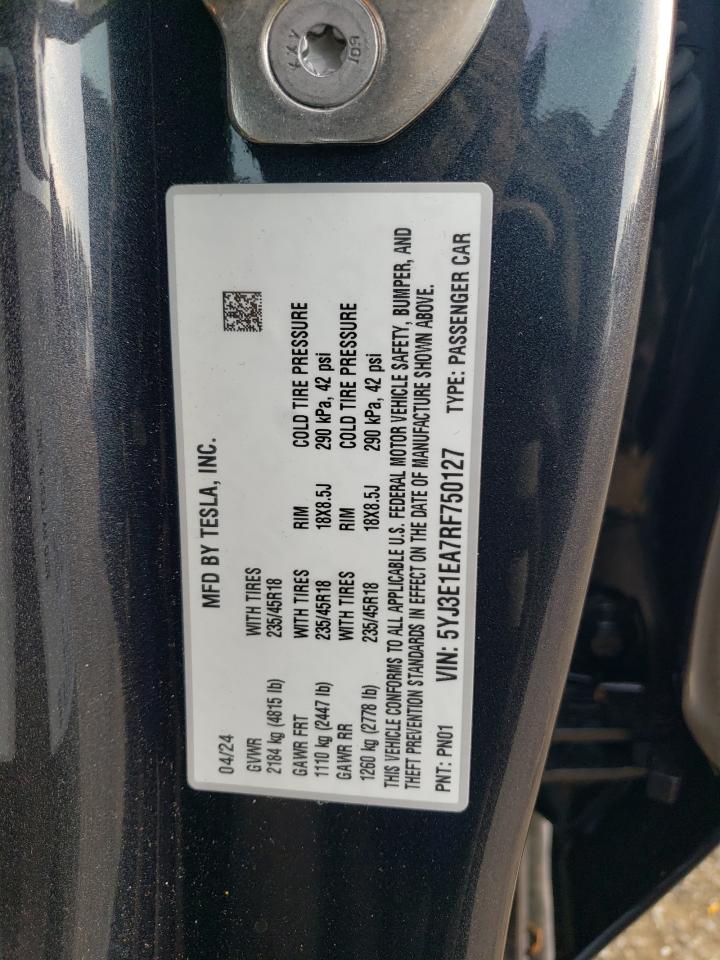 MFD BY TESLA, INC.
04/24
GVWR WITH TIRES
2184 kg (4815 lb) 235/45R18
GAWR FRT WITH TIRES RIM COLD TIRE PRESSURE
1110 kg (2447 lb) 235/45R18 18X8.5J 290 kPa, 42 psi
GAWR RR WITH TIRES RIM COLD TIRE PRESSURE
1260 kg (2778 lb) 235/45R18 18X8.5J 290 kPa, 42 psi
THIS VEHICLE CONFORMS TO ALL APPLICABLE U.S. FEDERAL MOTOR VEHICLE SAFETY, BUMPER, AND
THEFT PREVENTION STANDARDS IN EFFECT ON THE DATE OF MANUFACTURE SHOWN ABOVE.
PNT: PN01 VIN: 5YJ3E1EA7RF750127 TYPE: PASSENGER CAR